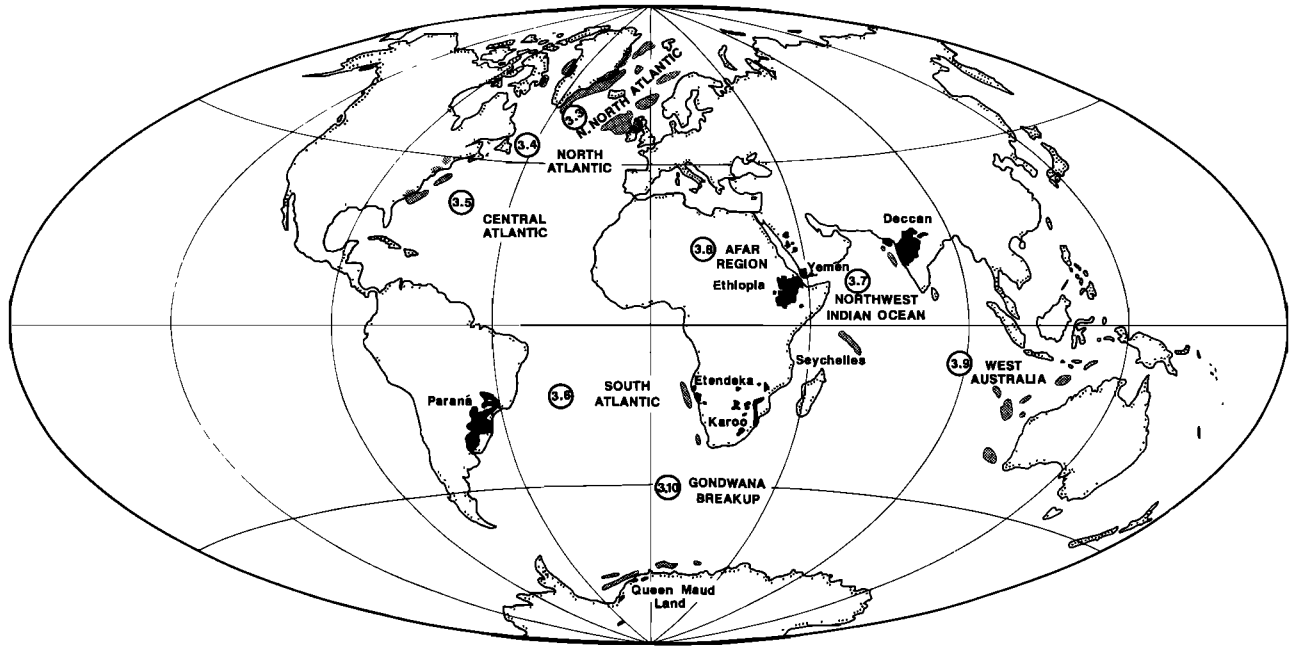 N. NORTH ATLANTIC
3.3
3.4
NORTH
ATLANTIC
3.5
CENTRAL
ATLANTIC
Deccan
3.8
AFAR
REGION
Yemen
Ethiopia
3.7
NORTHWEST
INDIAN OCEAN
Seychelles
3.9
WEST
AUSTRALIA
Paraná
3.6
SOUTH
ATLANTIC
Etendeka
Karoo
3.10
GONDWANA
BREAKUP
Queen Maud
Land